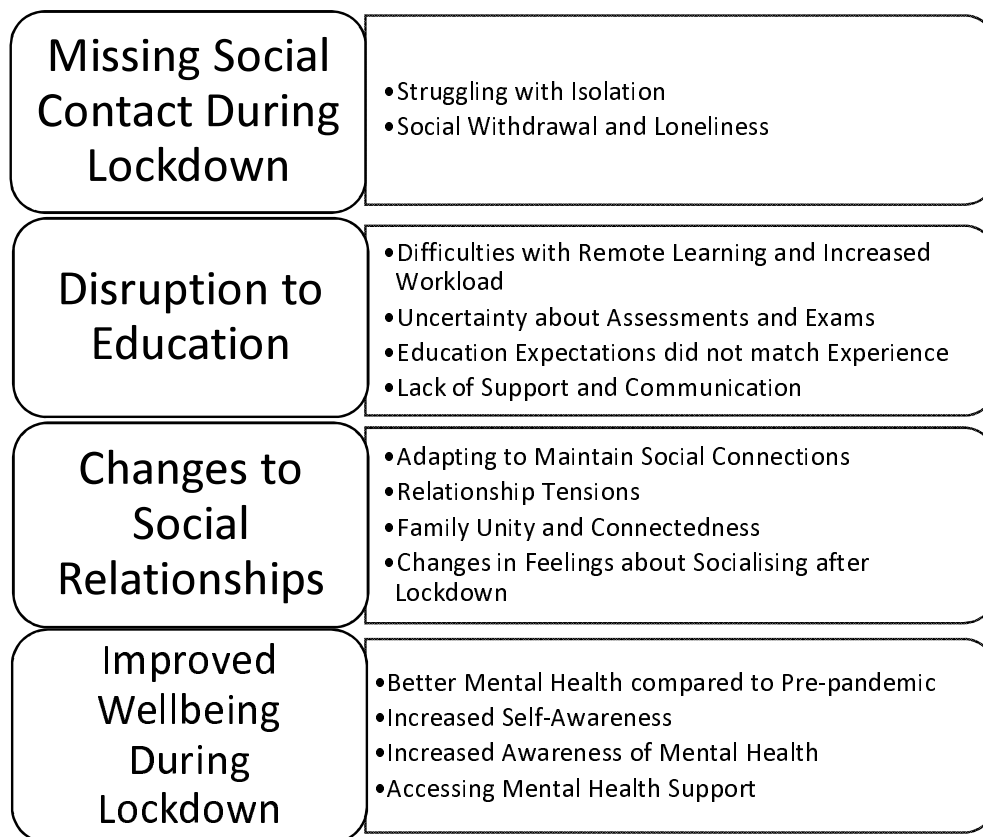 Missing Social
Contact During
Lockdown
•Struggling with Isolation
•Social Withdrawal and Loneliness
Disruption to
Education
•Difficulties with Remote Learning and Increased
Workload
•Uncertainty about Assessments and Exams
•Education Expectations did not match Experience
•Lack of Support and Communication
Changes to
Social
Relationships
•Adapting to Maintain Social Connections
•Relationship Tensions
•Family Unity and Connectedness
•Changes in Feelings about Socialising after
Lockdown
Improved
Wellbeing
During
Lockdown
•Better Mental Health compared to Pre-pandemic
•Increased Self-Awareness
•Increased Awareness of Mental Health
•Accessing Mental Health Support